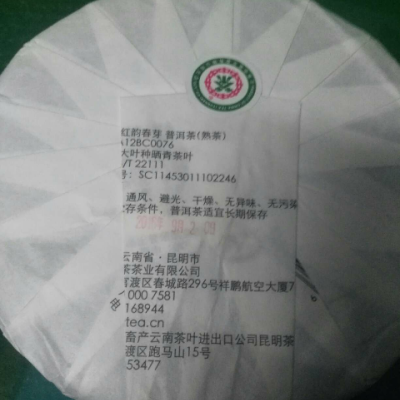 红韵春芽 普洱茶(熟茶)
A12BC0076
大叶种晒青茶叶
/T 22111
号: SC11453011102246
通风、避光、干燥、无异味、无污染
存条件，普洱茶适宜长期保存
云南省·昆明市
茶茶业有限公司
官渡区春城路296号祥鹏航空大厦7
000 7581
168944
tea.cn
畜产云南茶叶进出口公司昆明茶
渡区跑马山15号
53477